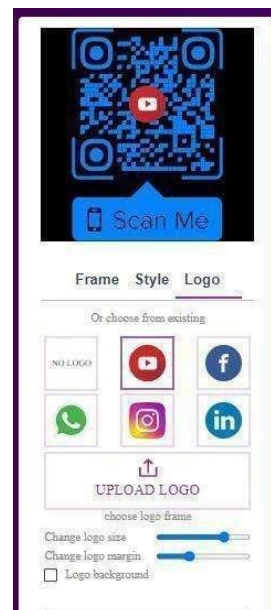 Scan Me
Frame Style Logo
Or choose from existing
NO LOGO
f
in
UPLOAD LOGO
choose logo frame
Change logo size
Change logo margin
Logo background